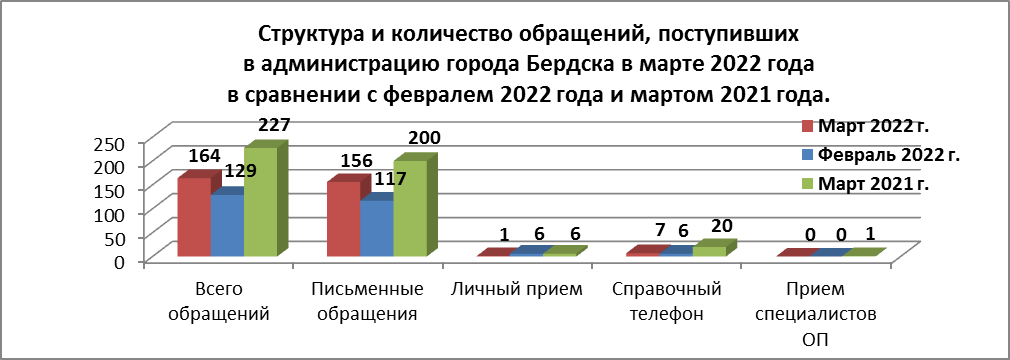 Структура и количество обращений, поступивших
в администрацию города Бердска в марте 2022 года
в сравнении с февралем 2022 года и мартом 2021 года.
Март 2022 г.
Февраль 2022 г.
Март 2021 г.
250
200
150
100
50
0
164 129 227
156 117 200
1 6 6
7 6 20
0 0 1
Всего
обращений
Письменные
обращения
Личный прием
Справочный
телефон
Прием
специалистов
ОП